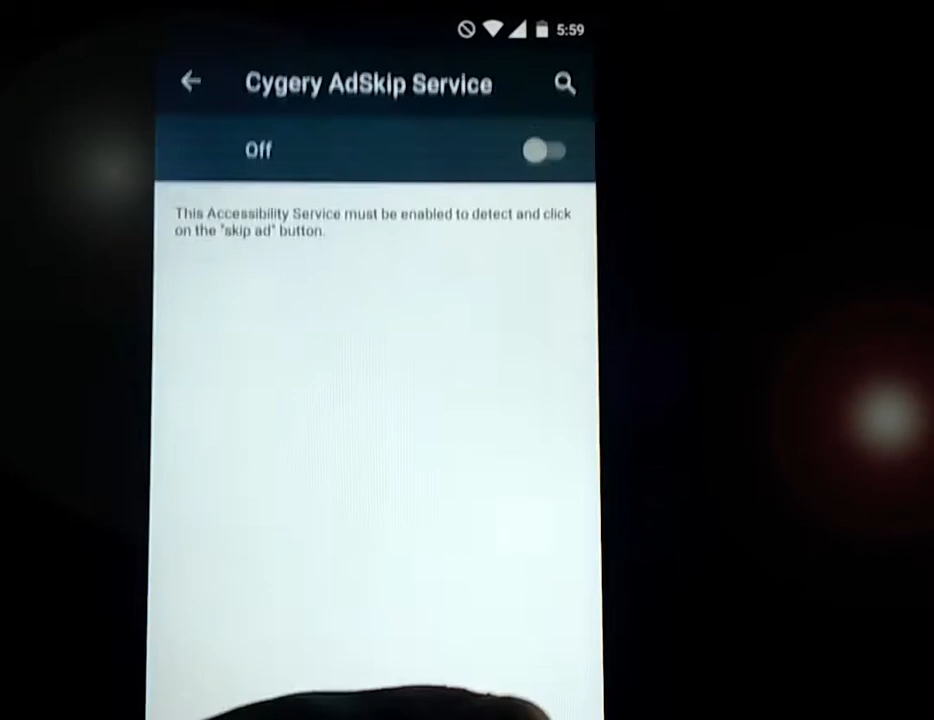 5:59
Cygery AdSkip Service
Off
This Accessibility Service must be enabled to detect and click
on the "skip ad" button.